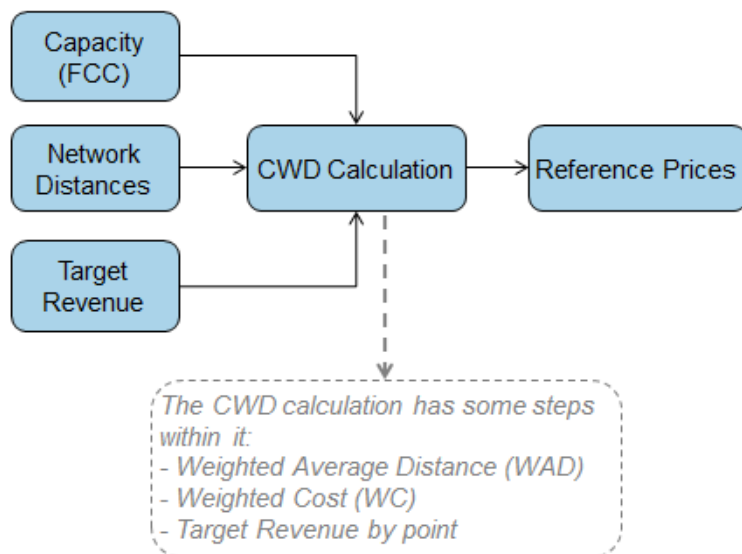 Capacity
(FCC)
Network
Distances
CWD Calculation
Reference Prices
Target
Revenue
The CWD calculation has some steps
within it:
- Weighted Average Distance (WAD)
- Weighted Cost (WC)
- Target Revenue by point